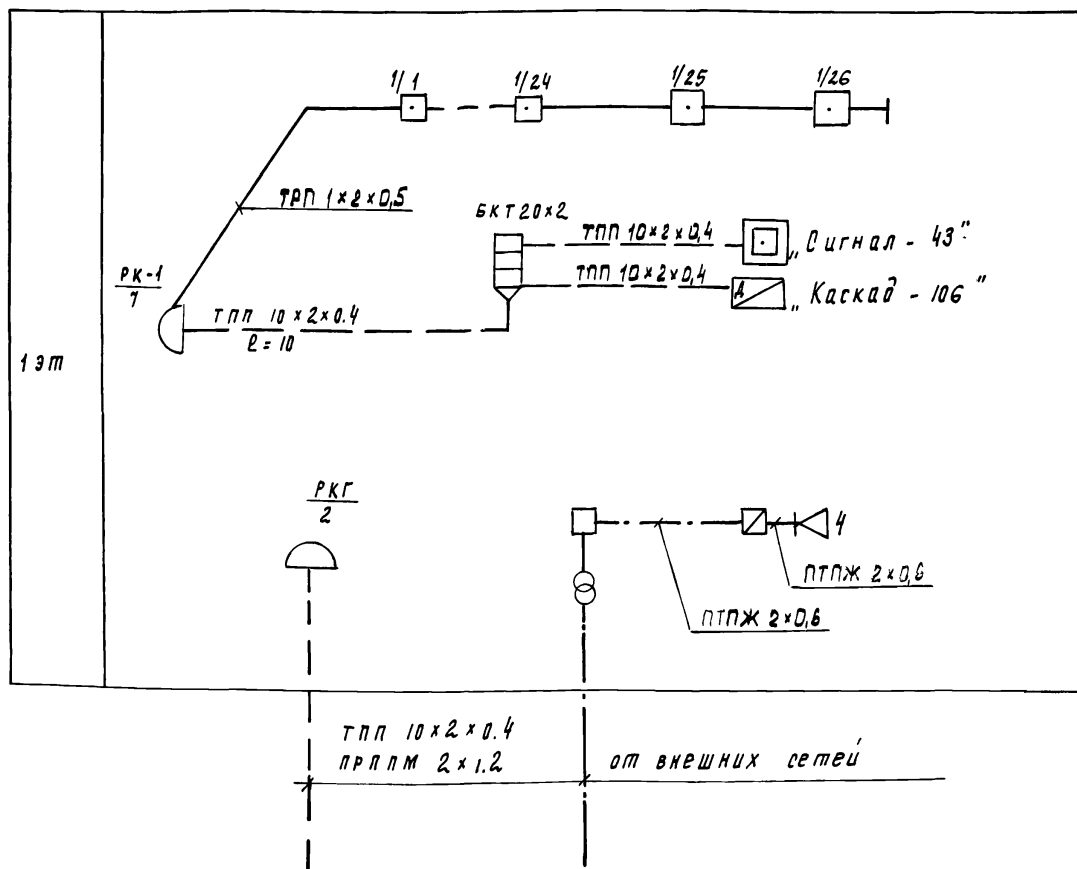 1/1
1/24
1/25
1/26
ТРП 1×2×0,5
БКТ 20×2
ТПП 10×2×0,4
„Сигнал - 43"
ТПП 10×2×0,4
Д
„Каскад - 106"
РК-1
7
ТПП 10×2×0.4
ℓ = 10
1 эт
РКГ
2
4
ПТПЖ 2×0,6
ПТПЖ 2×0,6
ТПП 10×2×0.4
ПРППМ 2×1.2
от внешних сетей